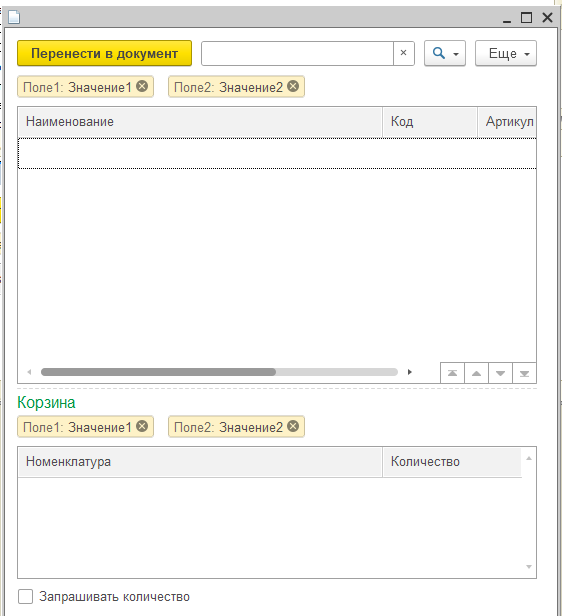 Перенести в документ Еще
Поле1: Значение1 Поле2: Значение2
Наименование Код Артикул
Корзина
Поле1: Значение1 Поле2: Значение2
Номенклатура Количество
Запрашивать количество